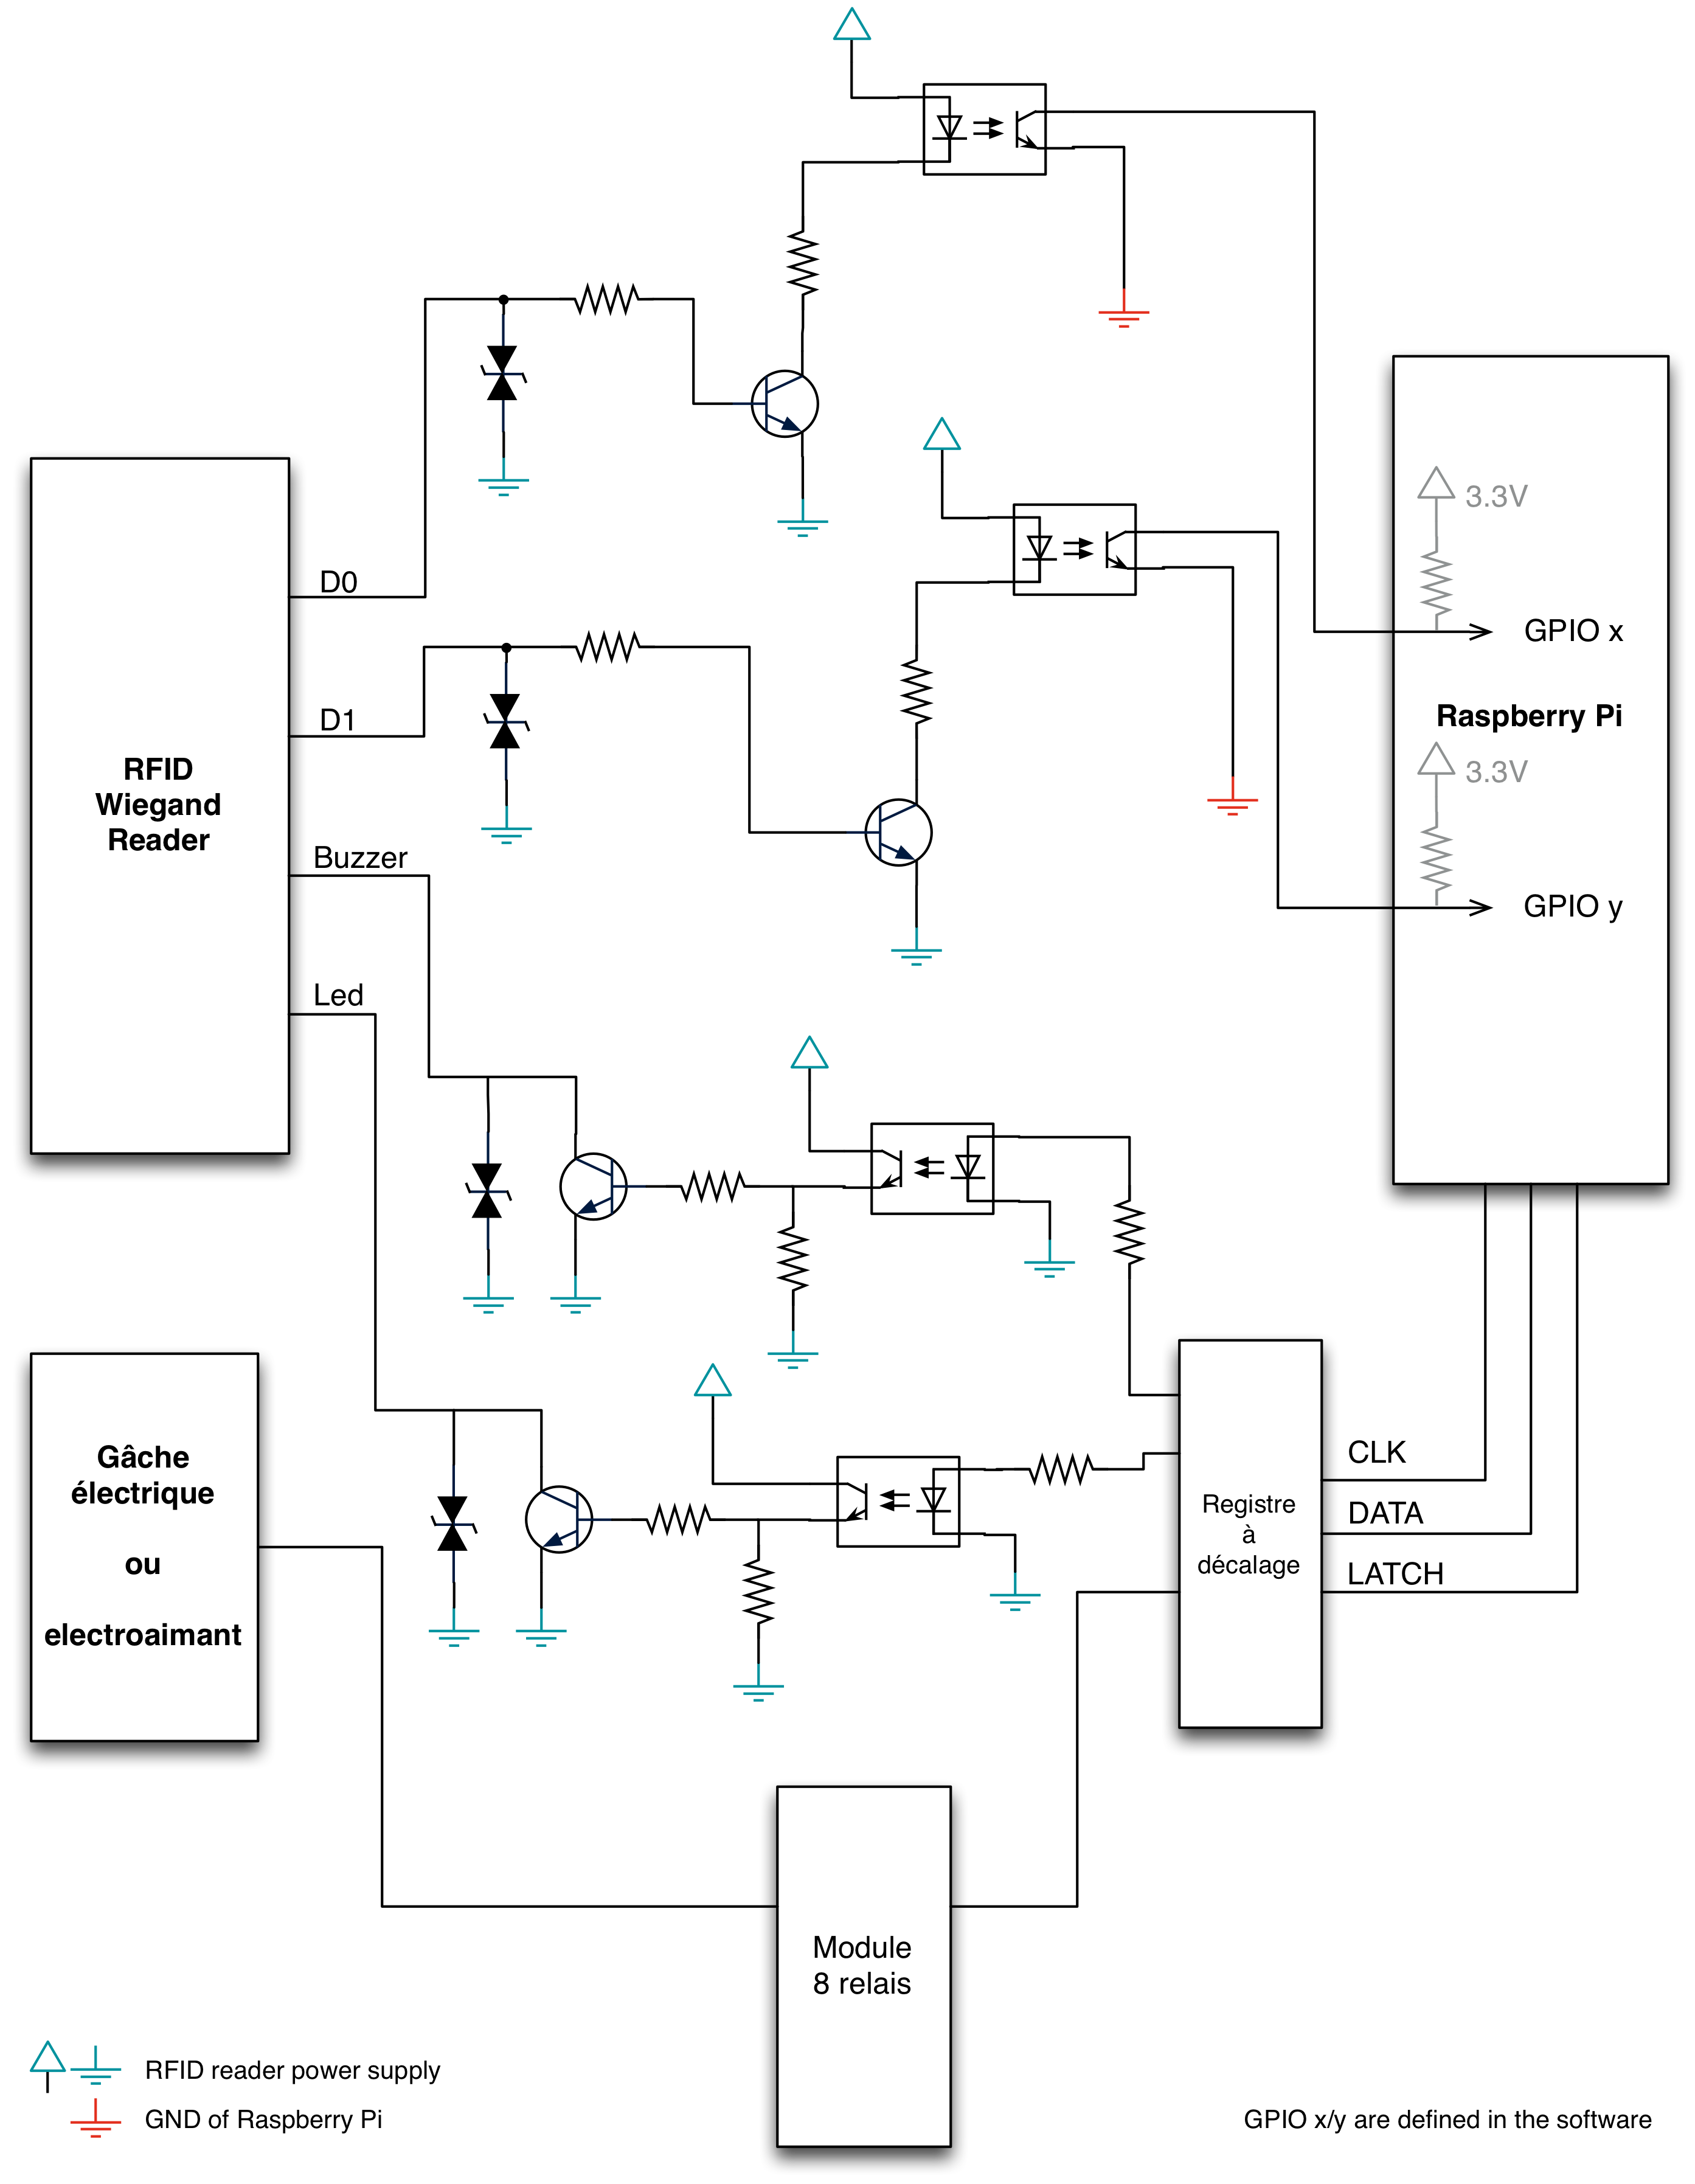 3.3V
GPIO x
Raspberry Pi
3.3V
GPIO y
D0
D1
RFID
Wiegand
Reader
Buzzer
Led
Gâche
électrique
ou
electroaimant
Registre
à
décalage
CLK
DATA
LATCH
Module
8 relais
RFID reader power supply
GND of Raspberry Pi
GPIO x/y are defined in the software